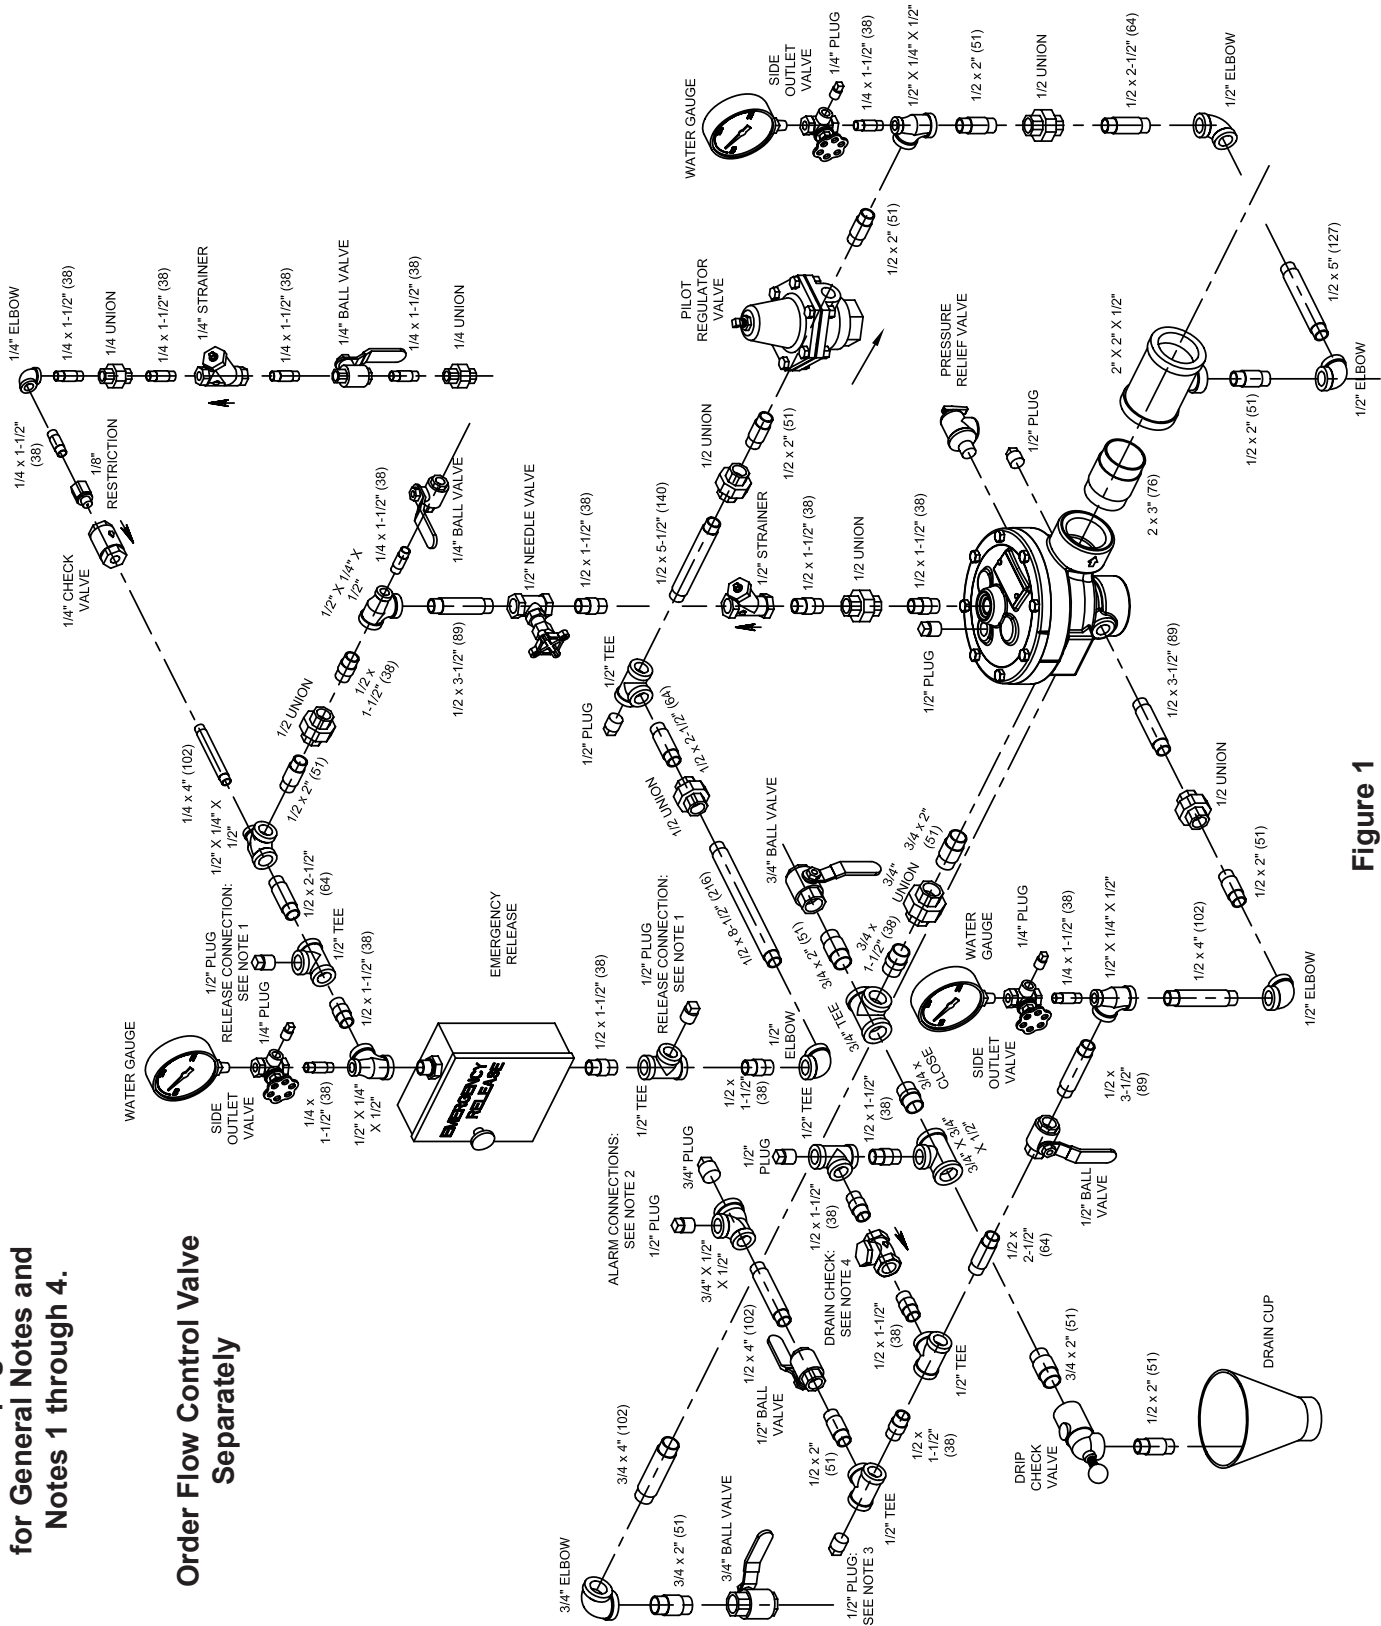 for General Notes and
Notes 1 through 4.
Order Flow Control Valve
Separately
WATER GAUGE
SIDE
OUTLET
VALVE
1/4" PLUG
1/4 x
1-1/2" (38)
1/2" X 1/4"
X 1/2"
1/2" PLUG
RELEASE CONNECTION:
SEE NOTE 1
1/2" TEE
1/2 x 1-1/2" (38)
1/2 x 2-1/2"
(64)
1/2" X 1/4" X
1/2"
1/4 x 4" (102)
1/4" CHECK
VALVE
1/8"
RESTRICTION
1/4 x 1-1/2"
(38)
1/4" ELBOW
1/4 x 1-1/2" (38)
1/4 UNION
1/4 x 1-1/2" (38)
1/4" STRAINER
1/4 x 1-1/2" (38)
1/4" BALL VALVE
1/4 x 1-1/2" (38)
1/4 UNION
1/2 x 2" (51)
1/2 UNION
1/2 x
1-1/2" (38)
1/2" X 1/4" X
1/2"
1/4 x 1-1/2" (38)
1/4" BALL VALVE
1/2 x 3-1/2" (89)
1/2" NEEDLE VALVE
1/2 x 1-1/2" (38)
EMERGENCY
RELEASE
EMERGENCY
RELEASE
1/2 x 1-1/2" (38)
1/2" PLUG
RELEASE CONNECTION:
SEE NOTE 1
1/2" TEE
1/2 x
1-1/2"
(38)
1/2"
ELBOW
1/2 x 8-1/2" (216)
1/2 UNION
1/2 x 2-1/2" (64)
1/2" PLUG
1/2" TEE
1/2 x 5-1/2" (140)
1/2" STRAINER
1/2 x 1-1/2" (38)
1/2 UNION
1/2 x 1-1/2" (38)
1/2" PLUG
1/2 UNION
1/2 x 2" (51)
PILOT
REGULATOR
VALVE
1/2 x 2" (51)
WATER GAUGE
SIDE
OUTLET
VALVE
1/4" PLUG
1/4 x 1-1/2" (38)
1/2" X 1/4" X 1/2"
1/2 x 2" (51)
1/2 UNION
1/2 x 2-1/2" (64)
1/2" ELBOW
1/2 x 5" (127)
1/2" ELBOW
1/2 x 2" (51)
2" X 2" X 1/2"
2 x 3" (76)
PRESSURE
RELIEF VALVE
1/2" PLUG
ALARM CONNECTIONS:
SEE NOTE 2
1/2" PLUG
3/4" PLUG
3/4" X 1/2"
X 1/2"
1/2 x 4" (102)
1/2" BALL
VALVE
1/2 x 2"
(51)
1/2" TEE
1/2" PLUG:
SEE NOTE 3
1/2 x
1-1/2"
(38)
1/2" TEE
1/2 x 1-1/2"
(38)
DRAIN CHECK:
SEE NOTE 4
1/2 x 1-1/2"
(38)
1/2"
PLUG
1/2" TEE
1/2 x 1-1/2"
(38)
3/4" X 3/4"
X 1/2"
3/4 x
CLOSE
3/4" TEE
3/4 x 2" (51)
3/4" BALL VALVE
3/4 x
1-1/2" (38)
3/4"
UNION
3/4 x 2"
(51)
3/4" ELBOW
3/4 x 4" (102)
3/4 x 2" (51)
3/4" BALL VALVE
WATER
GAUGE
SIDE
OUTLET
VALVE
1/4" PLUG
1/4 x 1-1/2" (38)
1/2" X 1/4" X 1/2"
1/2 x 4" (102)
1/2" ELBOW
1/2 x 2" (51)
1/2 UNION
1/2 x 3-1/2" (89)
1/2 x
3-1/2"
(89)
1/2" BALL
VALVE
1/2 x
2-1/2"
(64)
3/4 x 2" (51)
DRIP
CHECK
VALVE
1/2 x 2" (51)
DRAIN CUP
Figure 1